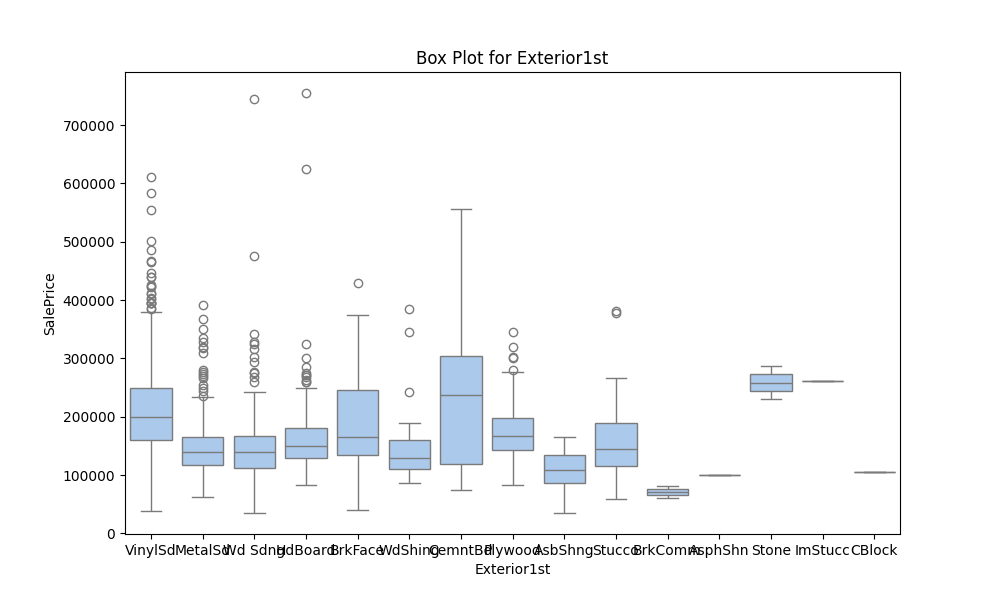 Box Plot for Exterior1st
SalePrice
700000
600000
500000
400000
300000
200000
100000
0
VinylSd MetalSd Wd Sdng HdBoard BrkFace WdShing CemntBd Plywood AsbShng Stucco BrkComm AsphShn Stone ImStucc CBlock
Exterior1st